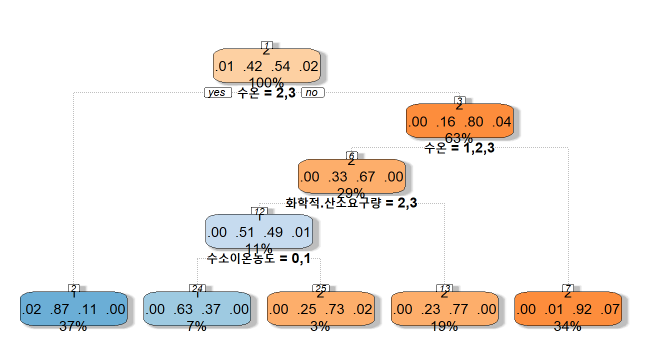 1
2
.01 .42 .54 .02
100%
yes 수온 = 2,3 no
3
2
.00 .16 .80 .04
63%
수온 = 1,2,3
6
2
.00 .33 .67 .00
29%
화학적.산소요구량 = 2,3
12
1
.00 .51 .49 .01
11%
수소이온농도 = 0,1
2 24 25 13 7
1 1 2 2 2
.02 .87 .11 .00 .00 .63 .37 .00 .00 .25 .73 .02 .00 .23 .77 .00 .00 .01 .92 .07
37% 7% 3% 19% 34%